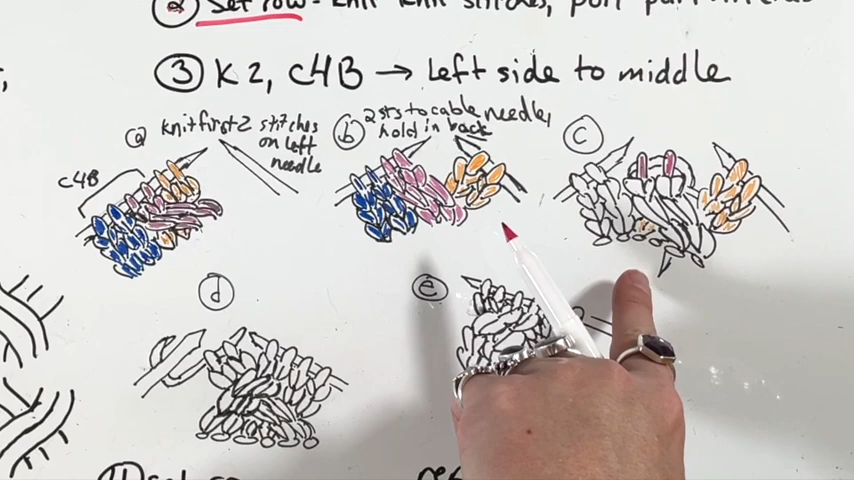 ② Set row - knit knit stitches, purl purl stitches
③ K2, C4B → Left side to middle
ⓐ knit first 2 stitches on left needle
C4B
ⓑ 2 sts to cable needle, hold in back
ⓒ
ⓓ
ⓔ